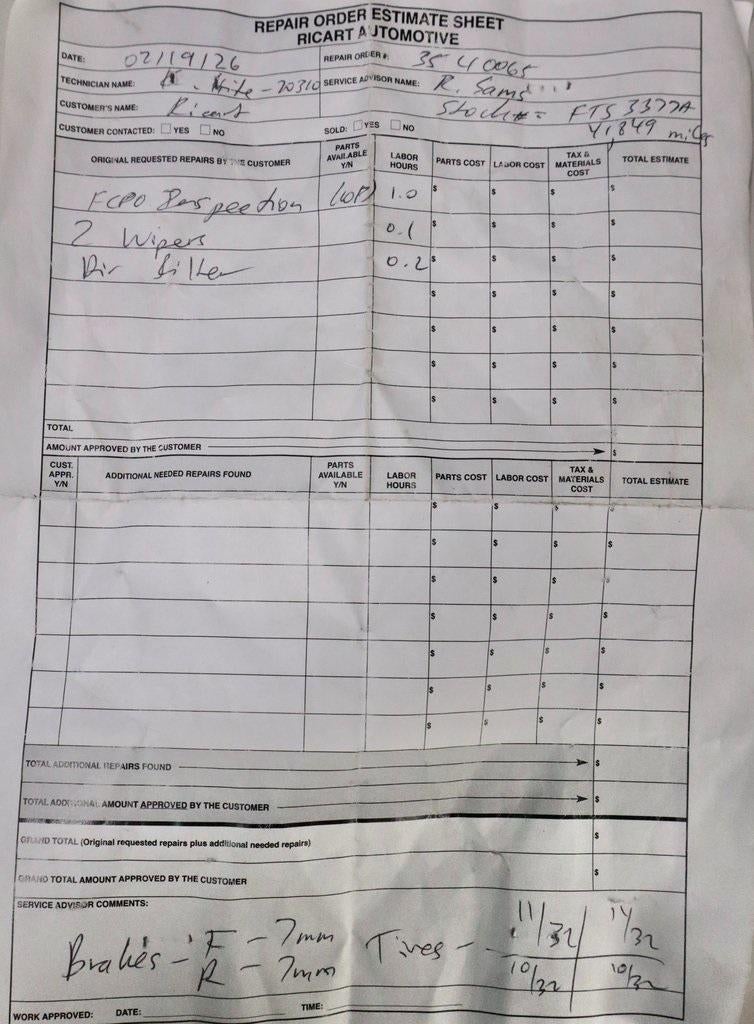 REPAIR ORDER ESTIMATE SHEET
RICART AUTOMOTIVE
DATE: 02/19/26 REPAIR ORDER #: 3540065
TECHNICIAN NAME: - 20310 SERVICE ADVISOR NAME: R. Sams
CUSTOMER'S NAME: Ricart Stock#= FTS 3377A
CUSTOMER CONTACTED: YES NO SOLD: YES NO 41849 miles
ORIGINAL REQUESTED REPAIRS BY THE CUSTOMER PARTS AVAILABLE Y/N LABOR HOURS PARTS COST LABOR COST TAX & MATERIALS COST TOTAL ESTIMATE
FCPO Inspection 1.0 $ $ $ $
2 Wipers 0.1 $ $ $ $
Air filter 0.2 $ $ $ $
$ $ $ $
$ $ $ $
$ $ $ $
$ $ $ $
TOTAL
AMOUNT APPROVED BY THE CUSTOMER $
CUST. APPR. Y/N ADDITIONAL NEEDED REPAIRS FOUND PARTS AVAILABLE Y/N LABOR HOURS PARTS COST LABOR COST TAX & MATERIALS COST TOTAL ESTIMATE
$ $ $ $
$ $ $ $
$ $ $ $
$ $ $ $
$ $ $ $
$ $ $ $
$ $ $ $
TOTAL ADDITIONAL REPAIRS FOUND $
TOTAL ADDITIONAL AMOUNT APPROVED BY THE CUSTOMER $
GRAND TOTAL (Original requested repairs plus additional needed repairs) $
GRAND TOTAL AMOUNT APPROVED BY THE CUSTOMER $
SERVICE ADVISOR COMMENTS:
Brakes - F - 7mm Tires - 11/32 11/32
R - 7mm 10/32 10/32
WORK APPROVED: DATE: TIME: